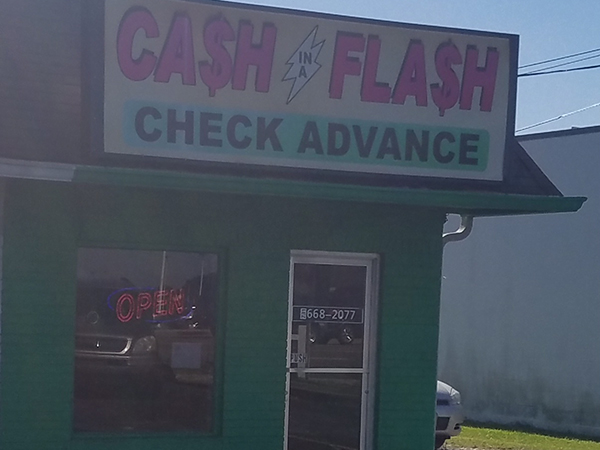 CA$H IN A FLA$H
CHECK ADVANCE
OPEN
668-2077